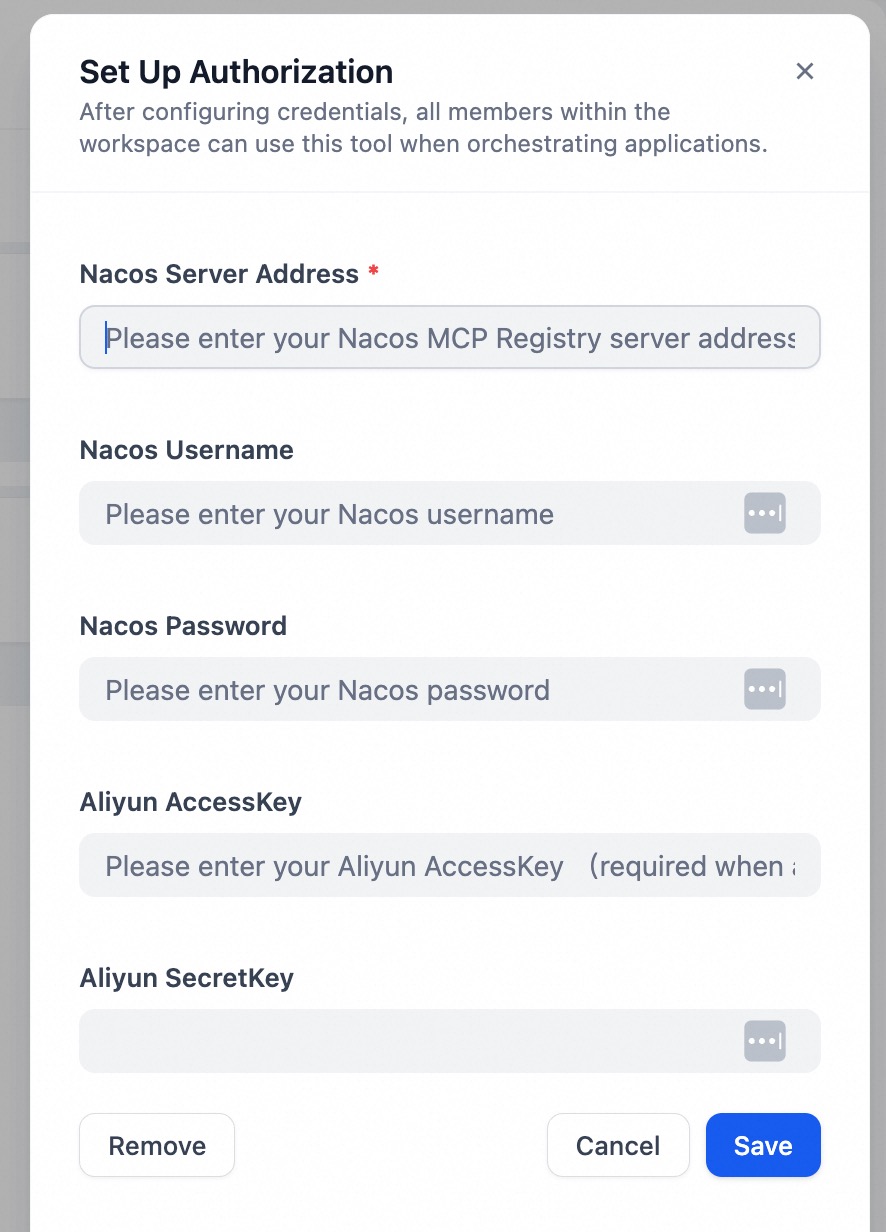 Set Up Authorization
After configuring credentials, all members within the
workspace can use this tool when orchestrating applications.
Nacos Server Address *
Please enter your Nacos MCP Registry server address
Nacos Username
Please enter your Nacos username
Nacos Password
Please enter your Nacos password
Aliyun AccessKey
Please enter your Aliyun AccessKey （required when
Aliyun SecretKey
Remove
Cancel
Save